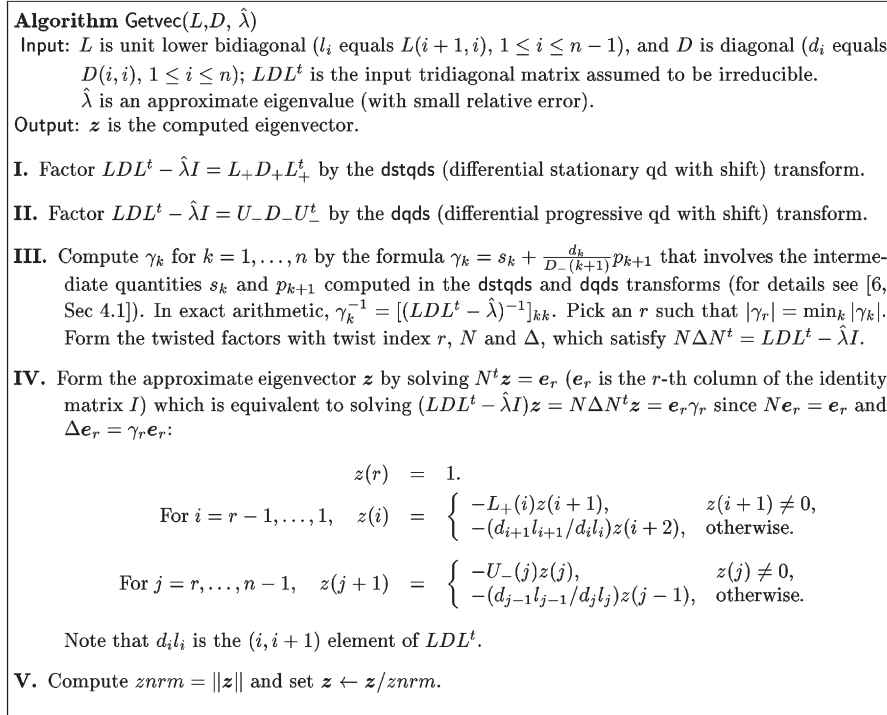 Algorithm Getvec(L,D, λ̂)
Input: L is unit lower bidiagonal (l_i equals L(i + 1, i), 1 ≤ i ≤ n − 1), and D is diagonal (d_i equals
D(i, i), 1 ≤ i ≤ n); LDL^t is the input tridiagonal matrix assumed to be irreducible.
λ̂ is an approximate eigenvalue (with small relative error).
Output: z is the computed eigenvector.
I. Factor LDL^t − λ̂I = L_+D_+L_+^t by the dstqds (differential stationary qd with shift) transform.
II. Factor LDL^t − λ̂I = U_−D_−U_−^t by the dqds (differential progressive qd with shift) transform.
III. Compute γ_k for k = 1, . . . , n by the formula γ_k = s_k + \frac{d_k}{D_−(k+1)} p_{k+1} that involves the interme-
diate quantities s_k and p_{k+1} computed in the dstqds and dqds transforms (for details see [6,
Sec 4.1]). In exact arithmetic, γ_k^{−1} = [(LDL^t − λ̂)^{−1}]_{kk}. Pick an r such that |γ_r| = min_k |γ_k|.
Form the twisted factors with twist index r, N and Δ, which satisfy NΔN^t = LDL^t − λ̂I.
IV. Form the approximate eigenvector z by solving N^t z = e_r (e_r is the r-th column of the identity
matrix I) which is equivalent to solving (LDL^t − λ̂I)z = NΔN^t z = e_rγ_r since Ne_r = e_r and
Δe_r = γ_re_r:
z(r) = 1.
For i = r − 1, . . . , 1, z(i) = { −L_+(i)z(i + 1), z(i + 1) ≠ 0,
−(d_{i+1}l_{i+1}/d_il_i)z(i + 2), otherwise.
For j = r, . . . , n − 1, z(j + 1) = { −U_−(j)z(j), z(j) ≠ 0,
−(d_{j−1}l_{j−1}/d_jl_j)z(j − 1), otherwise.
Note that d_il_i is the (i, i + 1) element of LDL^t.
V. Compute znrm = ||z|| and set z ← z/znrm.